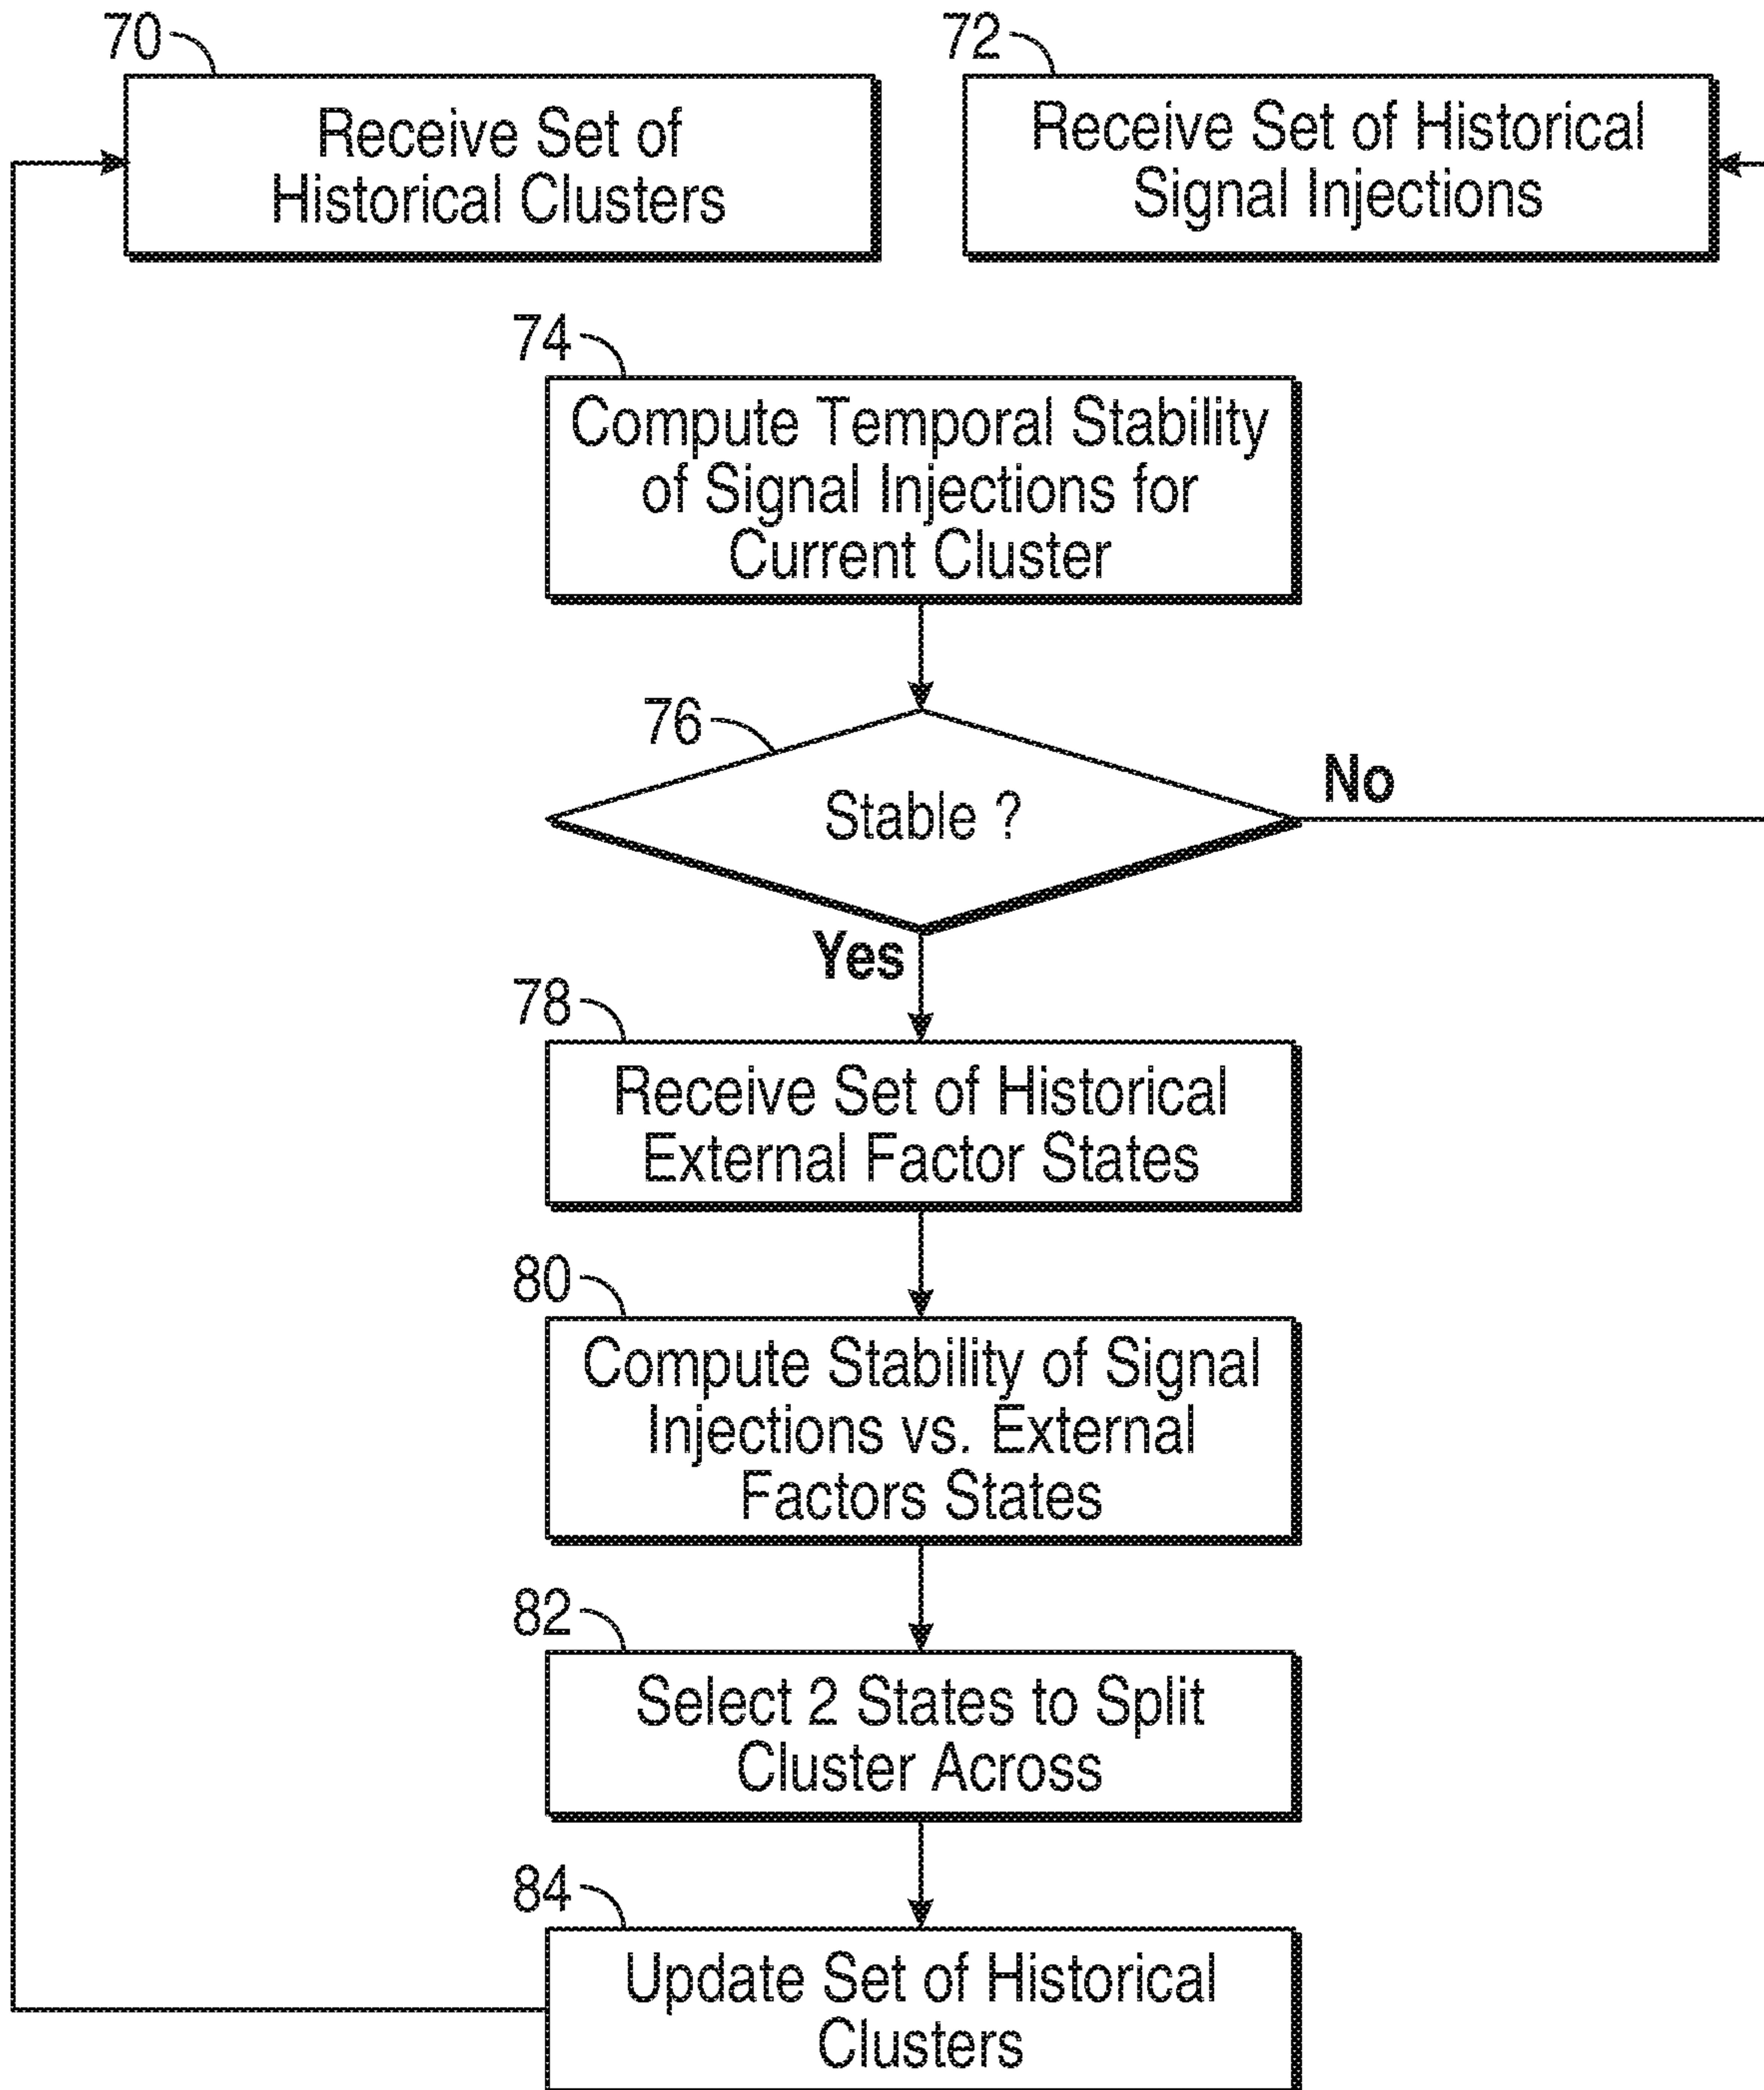 70
Receive Set of
Historical Clusters
72
Receive Set of Historical
Signal Injections
74
Compute Temporal Stability
of Signal Injections for
Current Cluster
76
Stable ?
No
Yes
78
Receive Set of Historical
External Factor States
80
Compute Stability of Signal
Injections vs. External
Factors States
82
Select 2 States to Split
Cluster Across
84
Update Set of Historical
Clusters